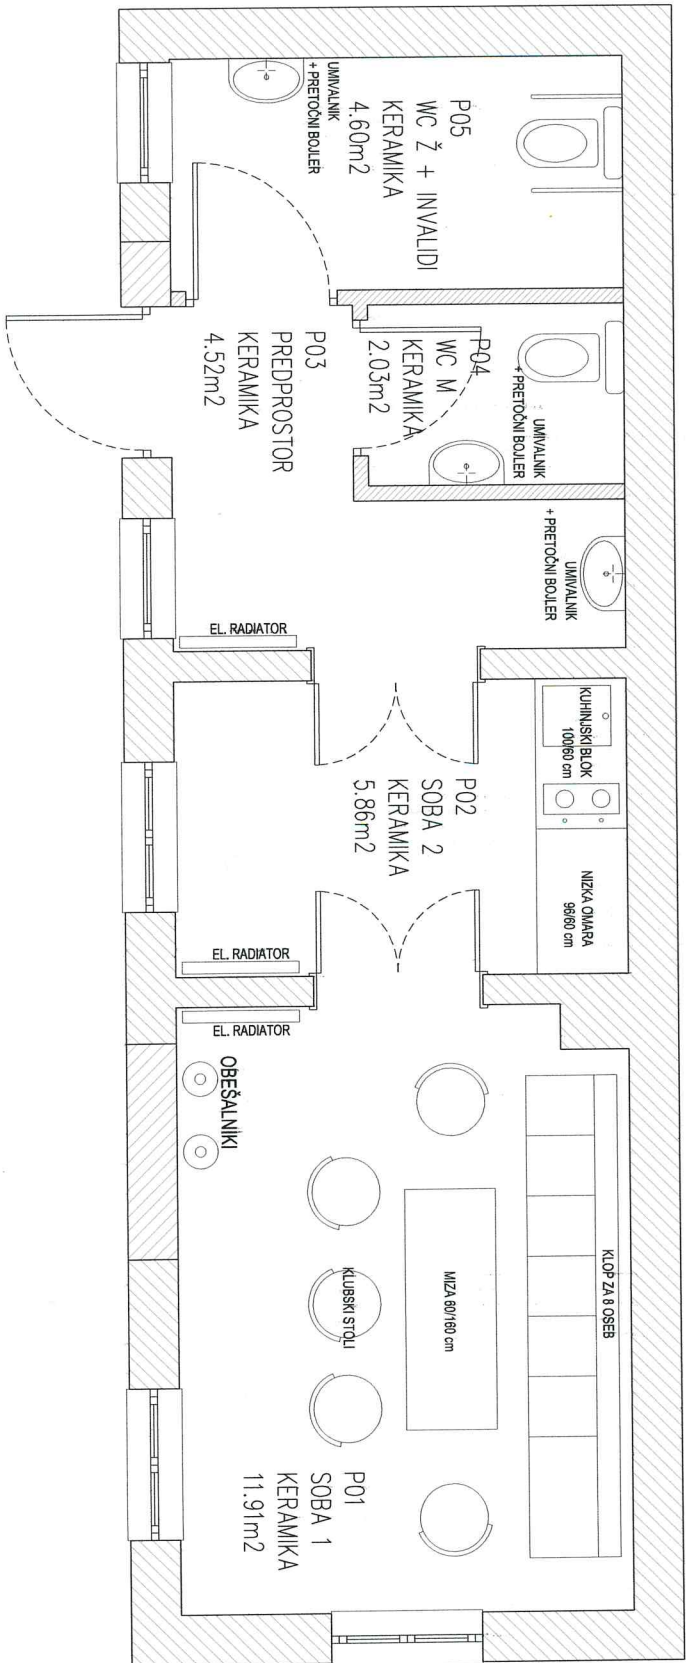 P05
WC Ž + INVALIDI
KERAMIKA
4.60m2
UMIVALNIK
+ PRETOČNI BOJLER
P04
WC M
KERAMIKA
2.03m2
UMIVALNIK
+ PRETOČNI BOJLER
P03
PREDPROSTOR
KERAMIKA
4.52m2
UMIVALNIK
+ PRETOČNI BOJLER
EL. RADIATOR
KUHINJSKI BLOK
100/60 cm
NIZKA OMARA
96/60 cm
P02
SOBA 2
KERAMIKA
5.86m2
EL. RADIATOR
EL. RADIATOR
OBEŠALNIKI
KLOP ZA 8 OSEB
MIZA 60/160 cm
KLUBSKI STOLI
P01
SOBA 1
KERAMIKA
11.91m2